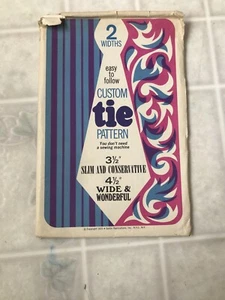 2
WIDTHS
easy
to
follow
CUSTOM
tie
PATTERN
You don't need
a sewing machine
3½"
SLIM AND CONSERVATIVE
4½"
WIDE &
WONDERFUL